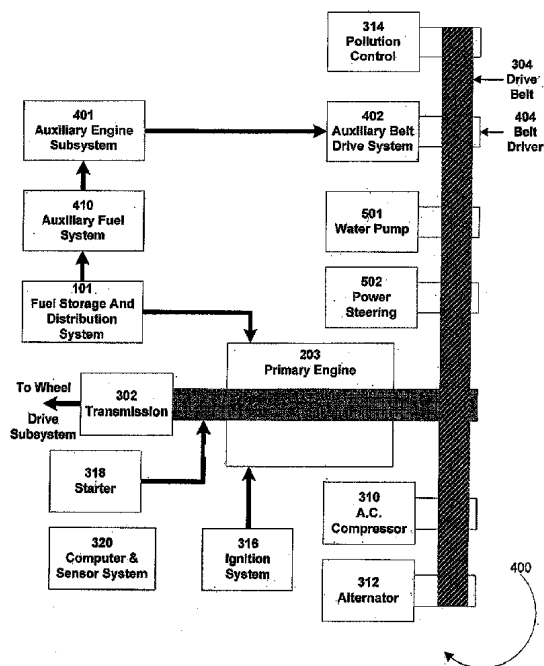 314
Pollution
Control
304
Drive
Belt
401
Auxiliary Engine
Subsystem
402
Auxiliary Belt
Drive System
404
Belt
Driver
410
Auxiliary Fuel
System
501
Water Pump
101
Fuel Storage And
Distribution
System
502
Power
Steering
203
Primary Engine
To Wheel
Drive
Subsystem
302
Transmission
318
Starter
310
A.C.
Compressor
320
Computer &
Sensor System
316
Ignition
System
312
Alternator
400